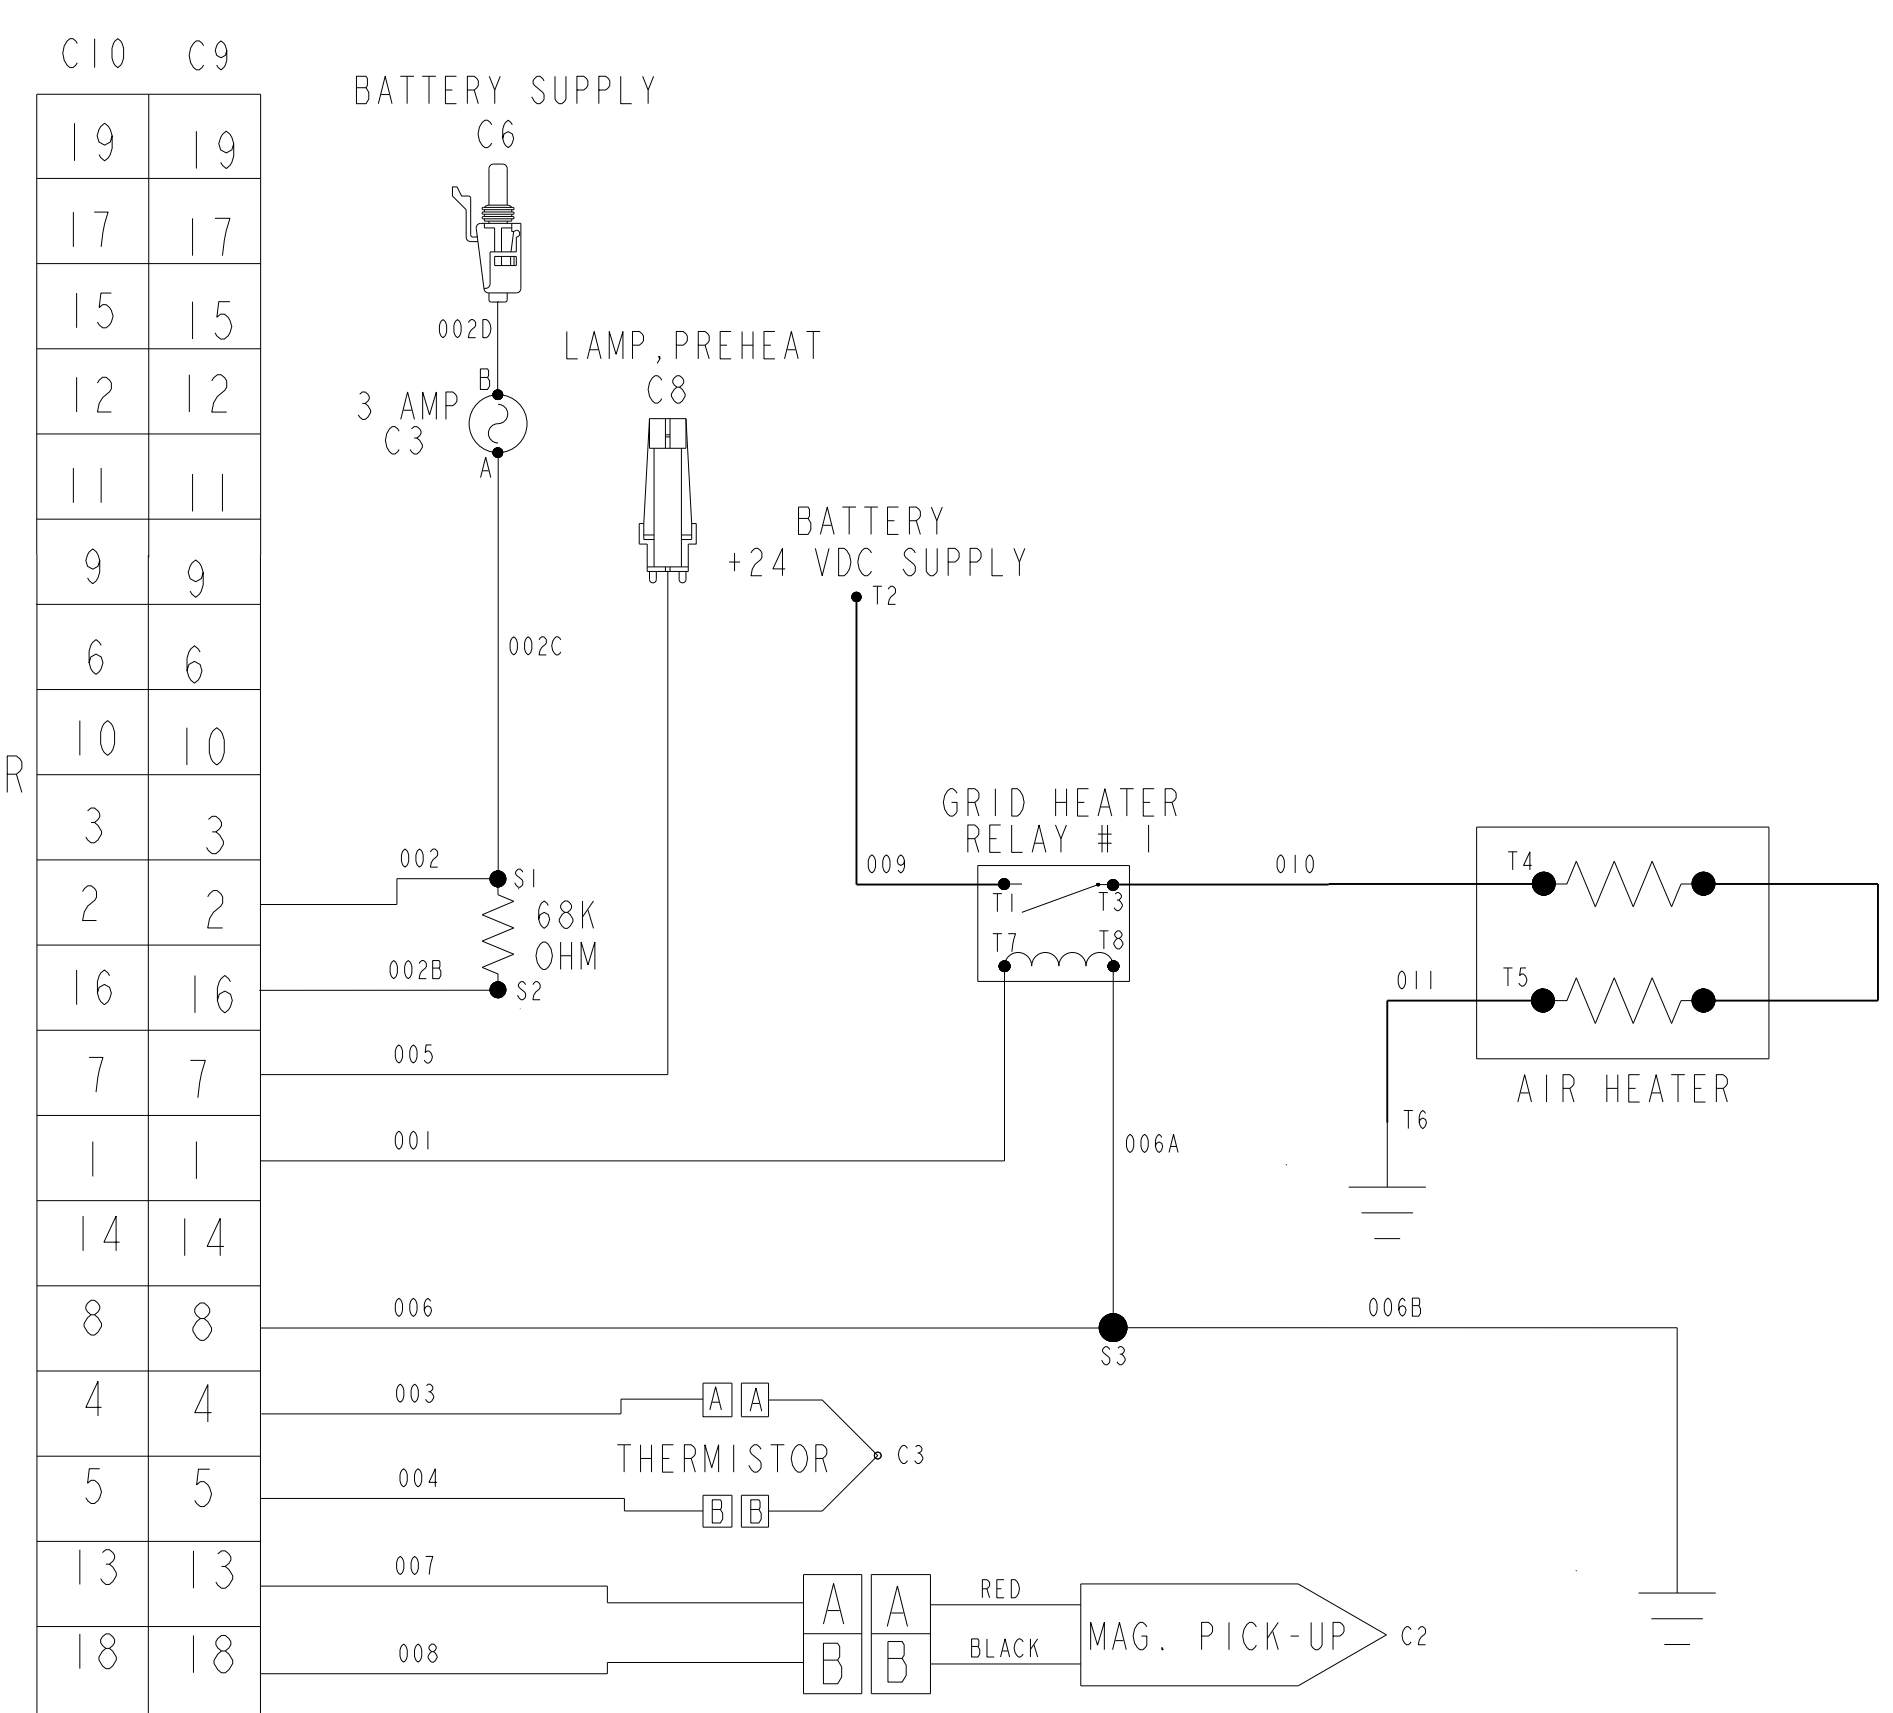 C10 C9
BATTERY SUPPLY
C6
19 19
17 17
15 15
002D
LAMP,PREHEAT
C8
B
12 12
3 AMP
C3
A
11 11
BATTERY
+24 VDC SUPPLY
T2
9 9
002C
6 6
10 10
R
GRID HEATER
RELAY # 1
3 3
002
009
010
T4
S1
T1 T3
2 2
68K
OHM
T7 T8
002B
011
T5
16 16
S2
005
7 7
AIR HEATER
T6
001
006A
1 1
14 14
006
006B
8 8
S3
003
A A
4 4
THERMISTOR
C3
004
5 5
B B
007
13 13
RED
A A
MAG. PICK-UP
C2
008
BLACK
18 18
B B